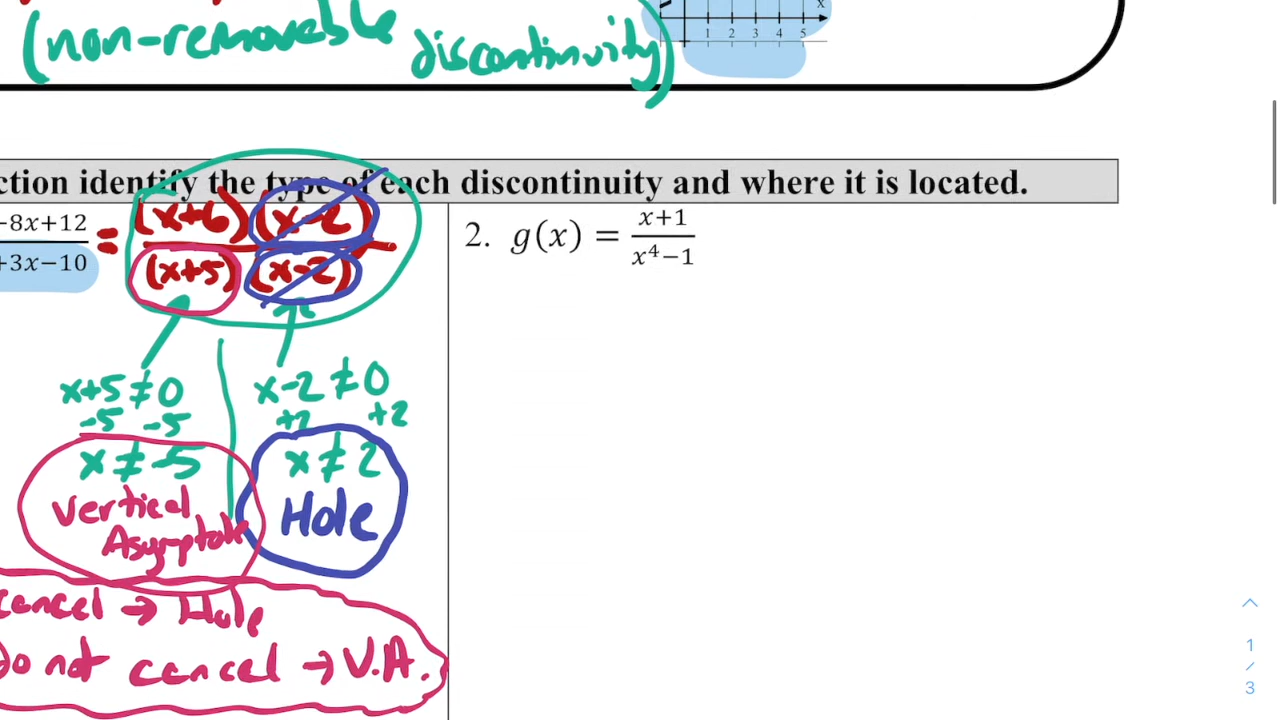 (non-removable discontinuity)
x
1 2 3 4 5
ction identify the type of each discontinuity and where it is located.
-8x+12
+3x-10
= (x+6)(x-2)
(x+5)(x-2)
2. g(x) = x+1
x⁴-1
x+5≠0 x-2≠0
-5 -5 +2 +2
x≠-5 x≠2
Vertical Asymptote
Hole
cancel → Hole
Do not cancel → V.A.
1
/
3